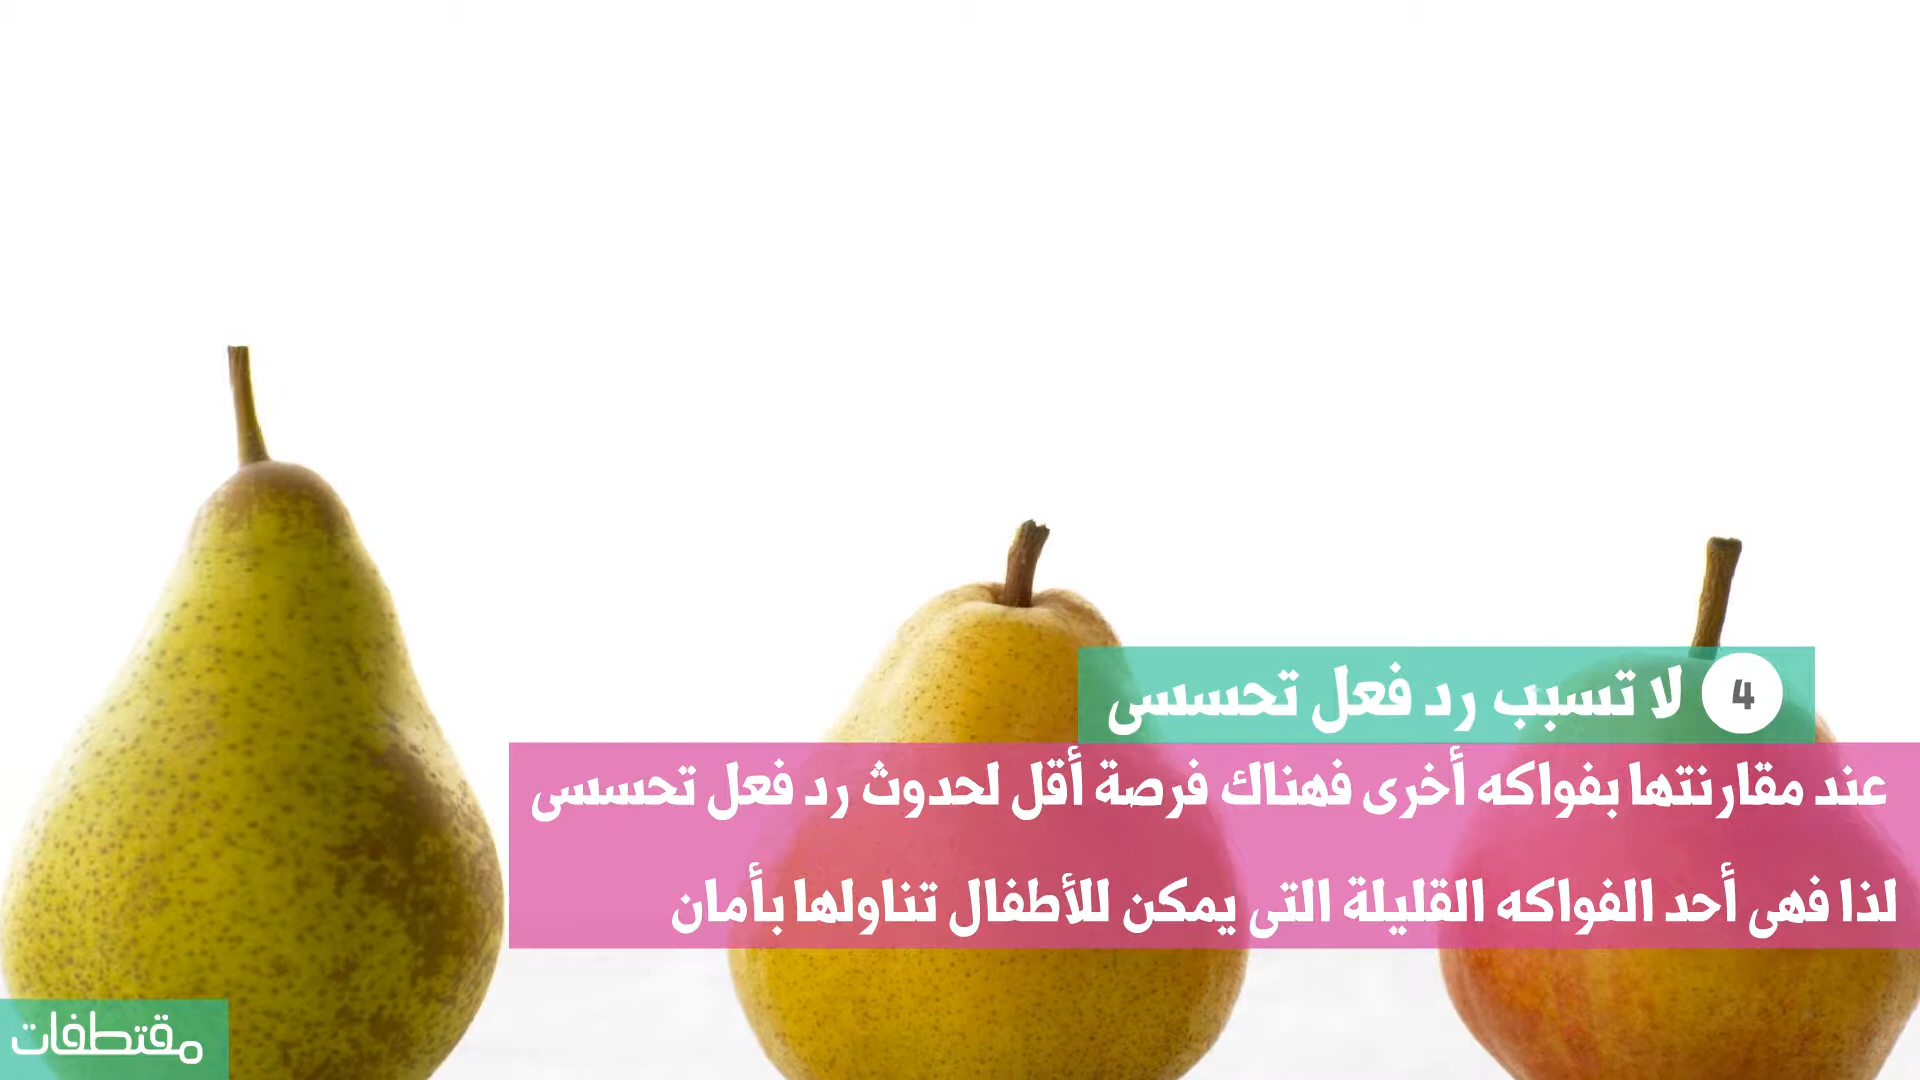 4 لا تسبب رد فعل تحسسى
عند مقارنتها بفواكه أخرى فهناك فرصة أقل لحدوث رد فعل تحسسى
لذا فهى أحد الفواكه القليلة التى يمكن للأطفال تناولها بأمان
مقتطفات